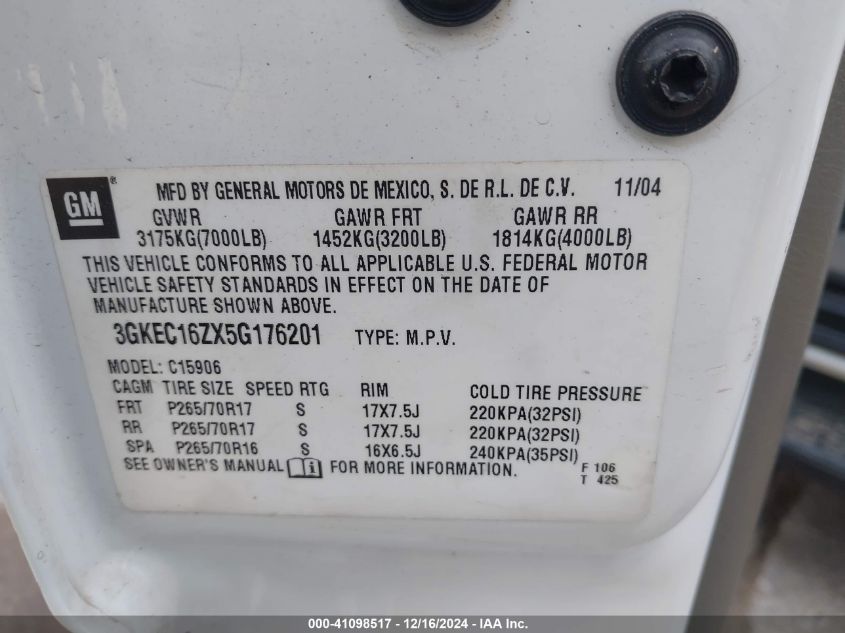 GM ® MFD BY GENERAL MOTORS DE MEXICO, S. DE R.L. DE C.V. 11/04
GVWR GAWR FRT GAWR RR
3175KG(7000LB) 1452KG(3200LB) 1814KG(4000LB)
THIS VEHICLE CONFORMS TO ALL APPLICABLE U.S. FEDERAL MOTOR
VEHICLE SAFETY STANDARDS IN EFFECT ON THE DATE OF
MANUFACTURE SHOWN ABOVE.
3GKEC16ZX5G176201 TYPE: M.P.V.
MODEL: C15906
CAGM TIRE SIZE SPEED RTG RIM COLD TIRE PRESSURE
FRT P265/70R17 S 17X7.5J 220KPA(32PSI)
RR P265/70R17 S 17X7.5J 220KPA(32PSI)
SPA P265/70R16 S 16X6.5J 240KPA(35PSI)
SEE OWNER'S MANUAL i FOR MORE INFORMATION. F 106
T 425
000-41098517 - 12/16/2024 - IAA Inc.